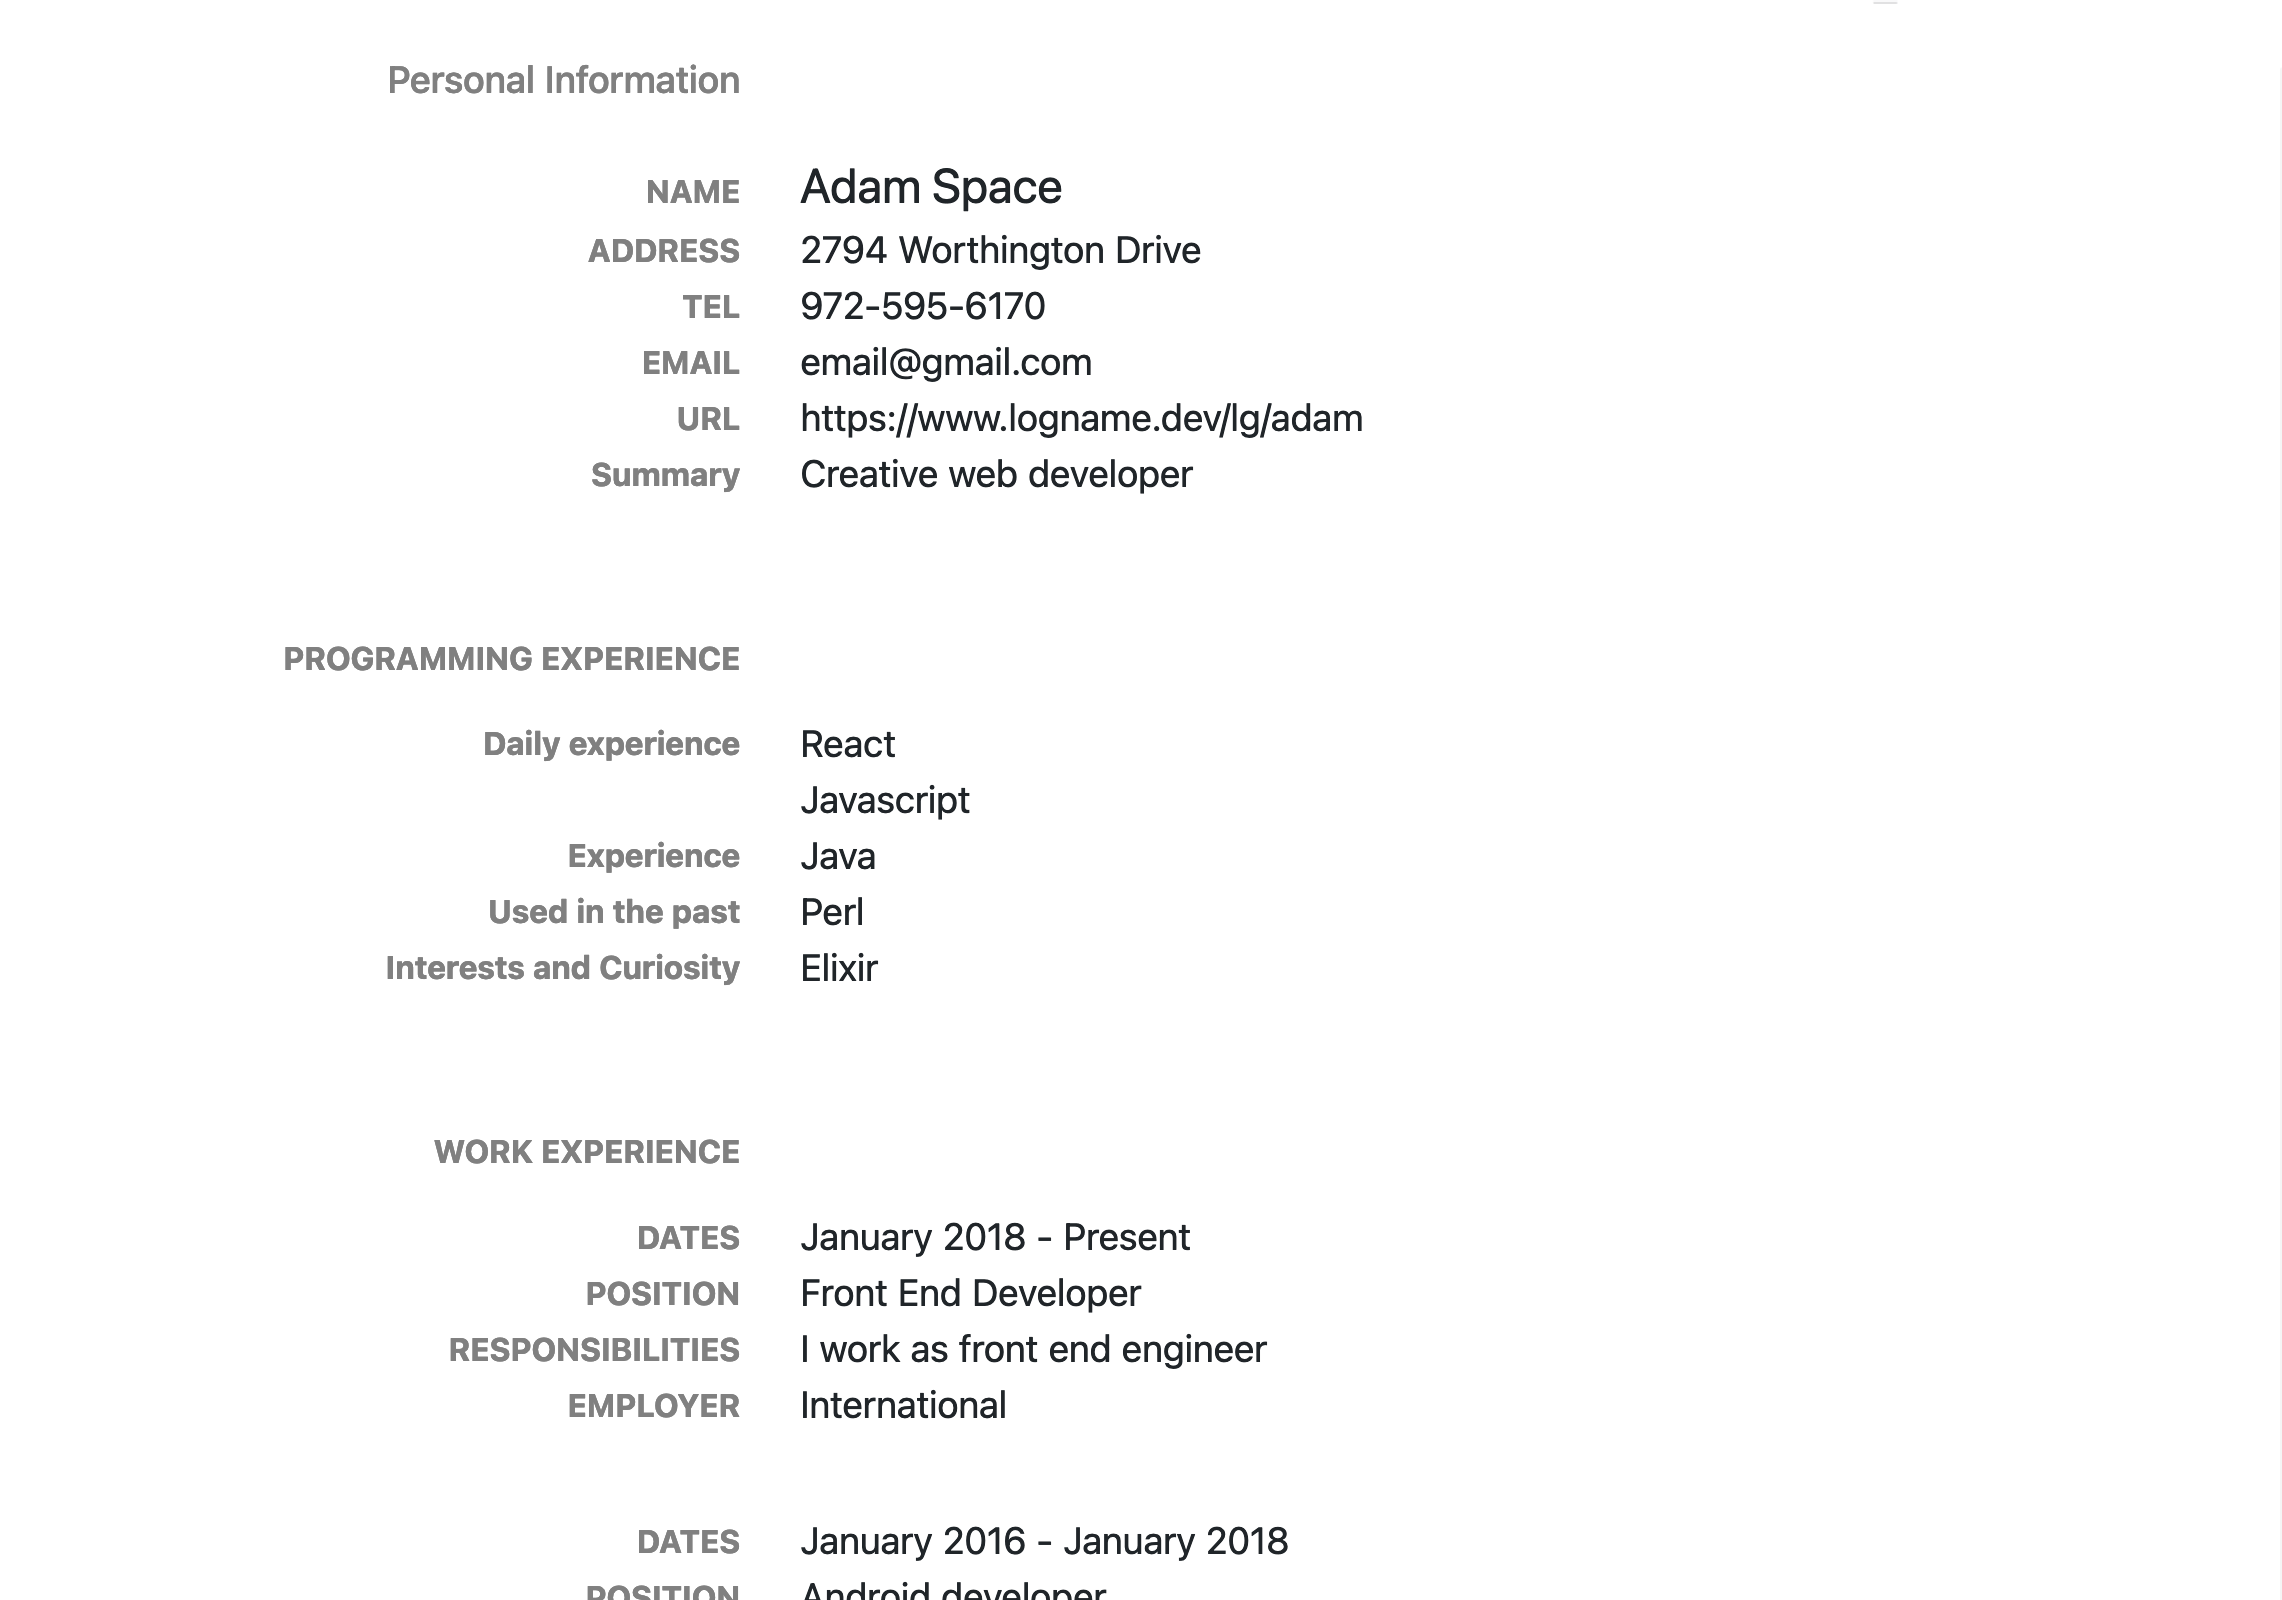 Personal Information
NAME Adam Space
ADDRESS 2794 Worthington Drive
TEL 972-595-6170
EMAIL email@gmail.com
URL https://www.logname.dev/lg/adam
Summary Creative web developer
PROGRAMMING EXPERIENCE
Daily experience React
Javascript
Experience Java
Used in the past Perl
Interests and Curiosity Elixir
WORK EXPERIENCE
DATES January 2018 - Present
POSITION Front End Developer
RESPONSIBILITIES I work as front end engineer
EMPLOYER International
DATES January 2016 - January 2018
POSITION Android developer